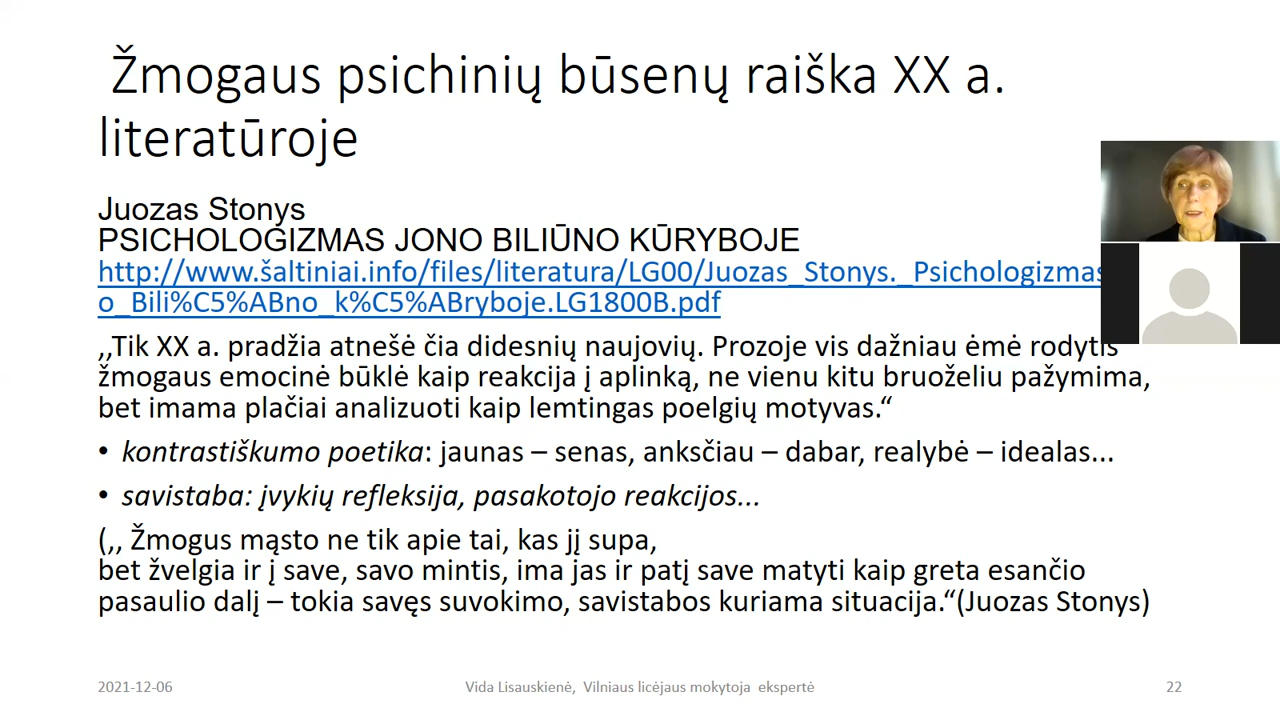 Žmogaus psichinių būsenų raiška XX a.
literatūroje
Juozas Stonys
PSICHOLOGIZMAS JONO BILIŪNO KŪRYBOJE
http://www.šaltiniai.info/files/literatura/LG00/Juozas_Stonys._Psichologizmas
o_Bili%C5%ABno_k%C5%ABryboje.LG1800B.pdf
,,Tik XX a. pradžia atnešė čia didesnių naujovių. Prozoje vis dažniau ėmė rodytis
žmogaus emocinė būklė kaip reakcija į aplinką, ne vienu kitu bruoželiu pažymima,
bet imama plačiai analizuoti kaip lemtingas poelgių motyvas.“
• kontrastiškumo poetika: jaunas – senas, anksčiau – dabar, realybė – idealas...
• savistaba: įvykių refleksija, pasakotojo reakcijos...
(,, Žmogus mąsto ne tik apie tai, kas jį supa,
bet žvelgia ir į save, savo mintis, ima jas ir patį save matyti kaip greta esančio
pasaulio dalį – tokia savęs suvokimo, savistabos kuriama situacija.“(Juozas Stonys)
2021-12-06
Vida Lisauskienė, Vilniaus licėjaus mokytoja ekspertė
22